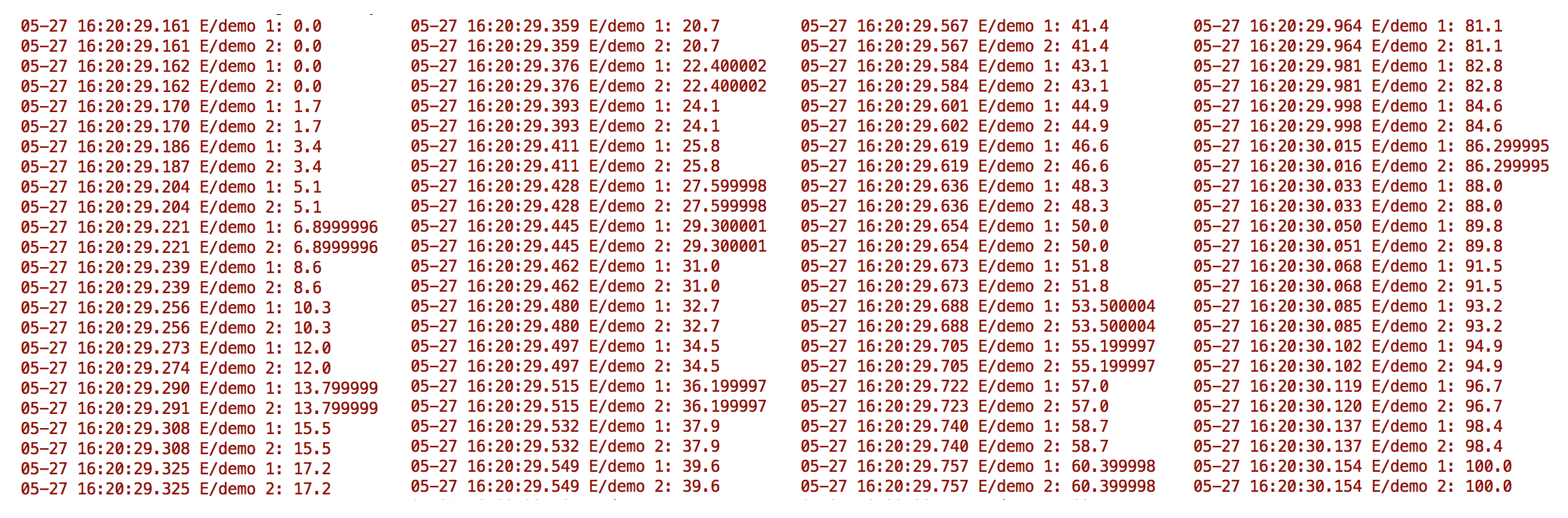 05-27 16:20:29.161 E/demo 1: 0.0
05-27 16:20:29.161 E/demo 2: 0.0
05-27 16:20:29.162 E/demo 1: 0.0
05-27 16:20:29.162 E/demo 2: 0.0
05-27 16:20:29.170 E/demo 1: 1.7
05-27 16:20:29.170 E/demo 2: 1.7
05-27 16:20:29.186 E/demo 1: 3.4
05-27 16:20:29.187 E/demo 2: 3.4
05-27 16:20:29.204 E/demo 1: 5.1
05-27 16:20:29.204 E/demo 2: 5.1
05-27 16:20:29.221 E/demo 1: 6.8999996
05-27 16:20:29.221 E/demo 2: 6.8999996
05-27 16:20:29.239 E/demo 1: 8.6
05-27 16:20:29.239 E/demo 2: 8.6
05-27 16:20:29.256 E/demo 1: 10.3
05-27 16:20:29.256 E/demo 2: 10.3
05-27 16:20:29.273 E/demo 1: 12.0
05-27 16:20:29.274 E/demo 2: 12.0
05-27 16:20:29.290 E/demo 1: 13.799999
05-27 16:20:29.291 E/demo 2: 13.799999
05-27 16:20:29.308 E/demo 1: 15.5
05-27 16:20:29.308 E/demo 2: 15.5
05-27 16:20:29.325 E/demo 1: 17.2
05-27 16:20:29.325 E/demo 2: 17.2
05-27 16:20:29.359 E/demo 1: 20.7
05-27 16:20:29.359 E/demo 2: 20.7
05-27 16:20:29.376 E/demo 1: 22.400002
05-27 16:20:29.376 E/demo 2: 22.400002
05-27 16:20:29.393 E/demo 1: 24.1
05-27 16:20:29.393 E/demo 2: 24.1
05-27 16:20:29.411 E/demo 1: 25.8
05-27 16:20:29.411 E/demo 2: 25.8
05-27 16:20:29.428 E/demo 1: 27.599998
05-27 16:20:29.428 E/demo 2: 27.599998
05-27 16:20:29.445 E/demo 1: 29.300001
05-27 16:20:29.445 E/demo 2: 29.300001
05-27 16:20:29.462 E/demo 1: 31.0
05-27 16:20:29.462 E/demo 2: 31.0
05-27 16:20:29.480 E/demo 1: 32.7
05-27 16:20:29.480 E/demo 2: 32.7
05-27 16:20:29.497 E/demo 1: 34.5
05-27 16:20:29.497 E/demo 2: 34.5
05-27 16:20:29.515 E/demo 1: 36.199997
05-27 16:20:29.515 E/demo 2: 36.199997
05-27 16:20:29.532 E/demo 1: 37.9
05-27 16:20:29.532 E/demo 2: 37.9
05-27 16:20:29.549 E/demo 1: 39.6
05-27 16:20:29.549 E/demo 2: 39.6
05-27 16:20:29.567 E/demo 1: 41.4
05-27 16:20:29.567 E/demo 2: 41.4
05-27 16:20:29.584 E/demo 1: 43.1
05-27 16:20:29.584 E/demo 2: 43.1
05-27 16:20:29.601 E/demo 1: 44.9
05-27 16:20:29.602 E/demo 2: 44.9
05-27 16:20:29.619 E/demo 1: 46.6
05-27 16:20:29.619 E/demo 2: 46.6
05-27 16:20:29.636 E/demo 1: 48.3
05-27 16:20:29.636 E/demo 2: 48.3
05-27 16:20:29.654 E/demo 1: 50.0
05-27 16:20:29.654 E/demo 2: 50.0
05-27 16:20:29.673 E/demo 1: 51.8
05-27 16:20:29.673 E/demo 2: 51.8
05-27 16:20:29.688 E/demo 1: 53.500004
05-27 16:20:29.688 E/demo 2: 53.500004
05-27 16:20:29.705 E/demo 1: 55.199997
05-27 16:20:29.705 E/demo 2: 55.199997
05-27 16:20:29.722 E/demo 1: 57.0
05-27 16:20:29.723 E/demo 2: 57.0
05-27 16:20:29.740 E/demo 1: 58.7
05-27 16:20:29.740 E/demo 2: 58.7
05-27 16:20:29.757 E/demo 1: 60.399998
05-27 16:20:29.757 E/demo 2: 60.399998
05-27 16:20:29.964 E/demo 1: 81.1
05-27 16:20:29.964 E/demo 2: 81.1
05-27 16:20:29.981 E/demo 1: 82.8
05-27 16:20:29.981 E/demo 2: 82.8
05-27 16:20:29.998 E/demo 1: 84.6
05-27 16:20:29.998 E/demo 2: 84.6
05-27 16:20:30.015 E/demo 1: 86.299995
05-27 16:20:30.016 E/demo 2: 86.299995
05-27 16:20:30.033 E/demo 1: 88.0
05-27 16:20:30.033 E/demo 2: 88.0
05-27 16:20:30.050 E/demo 1: 89.8
05-27 16:20:30.051 E/demo 2: 89.8
05-27 16:20:30.068 E/demo 1: 91.5
05-27 16:20:30.068 E/demo 2: 91.5
05-27 16:20:30.085 E/demo 1: 93.2
05-27 16:20:30.085 E/demo 2: 93.2
05-27 16:20:30.102 E/demo 1: 94.9
05-27 16:20:30.102 E/demo 2: 94.9
05-27 16:20:30.119 E/demo 1: 96.7
05-27 16:20:30.120 E/demo 2: 96.7
05-27 16:20:30.137 E/demo 1: 98.4
05-27 16:20:30.137 E/demo 2: 98.4
05-27 16:20:30.154 E/demo 1: 100.0
05-27 16:20:30.154 E/demo 2: 100.0